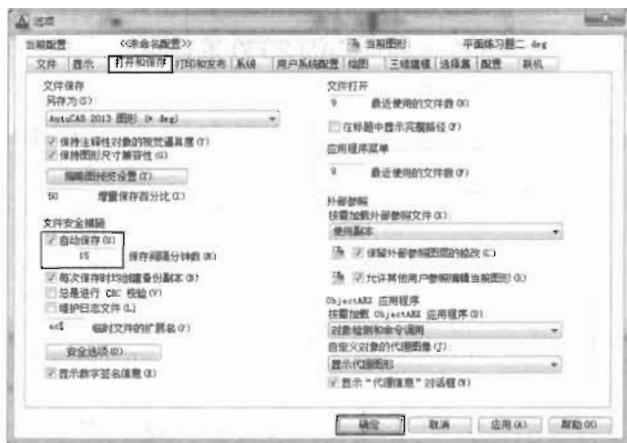 选项
当前配置: <<未命名配置>> 当前图形: 平面练习题二.dwg
文件 显示 打开和保存 打印和发布 系统 用户系统配置 绘图 三维建模 选择集 配置 联机
文件保存
另存为(S)
AutoCAD 2013 图形 (*.dwg)
保持注释性对象的视觉逼真度(Y)
保持图形尺寸兼容性(G)
缩略图预览设置(T)
50 增量保存百分比(I)
文件安全措施
自动保存(U)
15 保存间隔分钟数(M)
每次保存时均创建备份副本(B)
总是进行 CRC 校验(V)
维护日志文件(L)
ac$ 临时文件的扩展名(P)
安全选项(O)
显示数字签名信息(E)
文件打开
9 最近使用的文件数(N)
在标题中显示完整路径(F)
应用程序菜单
9 最近使用的文件数(F)
外部参照
按需加载外部参照文件(X):
使用副本
保留外部参照图层的修改(C)
允许其他用户参照编辑当前图形(R)
ObjectARX 应用程序
按需加载 ObjectARX 应用程序(D)
对象检测和命令调用
自定义对象的代理图像(J):
显示代理图形
显示“代理信息”对话框(W)
确定 取消 应用(A) 帮助(H)